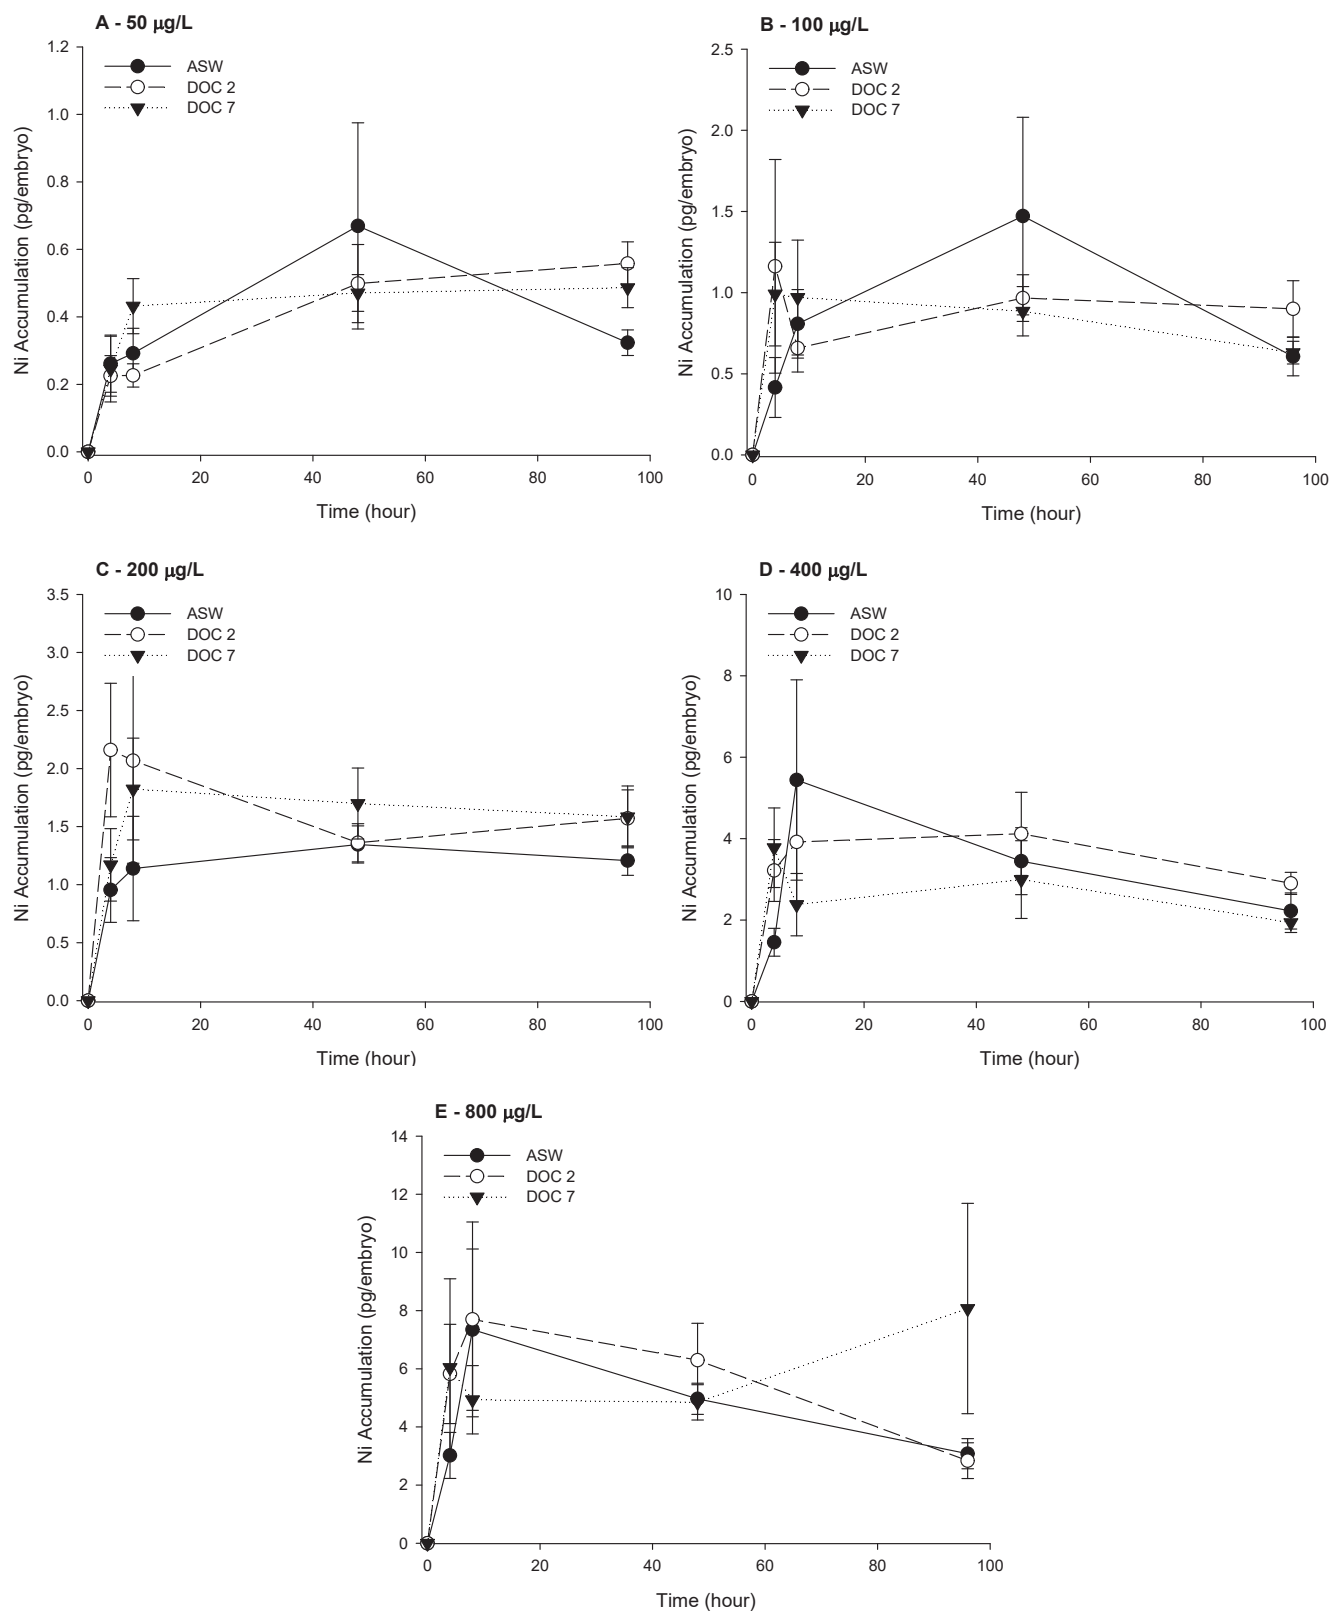 A - 50 µg/L
1.2
1.0
0.8
0.6
0.4
0.2
0.0
Ni Accumulation (pg/embryo)
ASW
DOC 2
DOC 7
0 20 40 60 80 100
Time (hour)
B - 100 µg/L
2.5
2.0
1.5
1.0
0.5
0.0
Ni Accumulation (pg/embryo)
ASW
DOC 2
DOC 7
0 20 40 60 80 100
Time (hour)
C - 200 µg/L
3.5
3.0
2.5
2.0
1.5
1.0
0.5
0.0
Ni Accumulation (pg/embryo)
ASW
DOC 2
DOC 7
0 20 40 60 80 100
Time (hour)
D - 400 µg/L
10
8
6
4
2
0
Ni Accumulation (pg/embryo)
ASW
DOC 2
DOC 7
0 20 40 60 80 100
Time (hour)
E - 800 µg/L
14
12
10
8
6
4
2
0
Ni Accumulation (pg/embryo)
ASW
DOC 2
DOC 7
0 20 40 60 80 100
Time (hour)